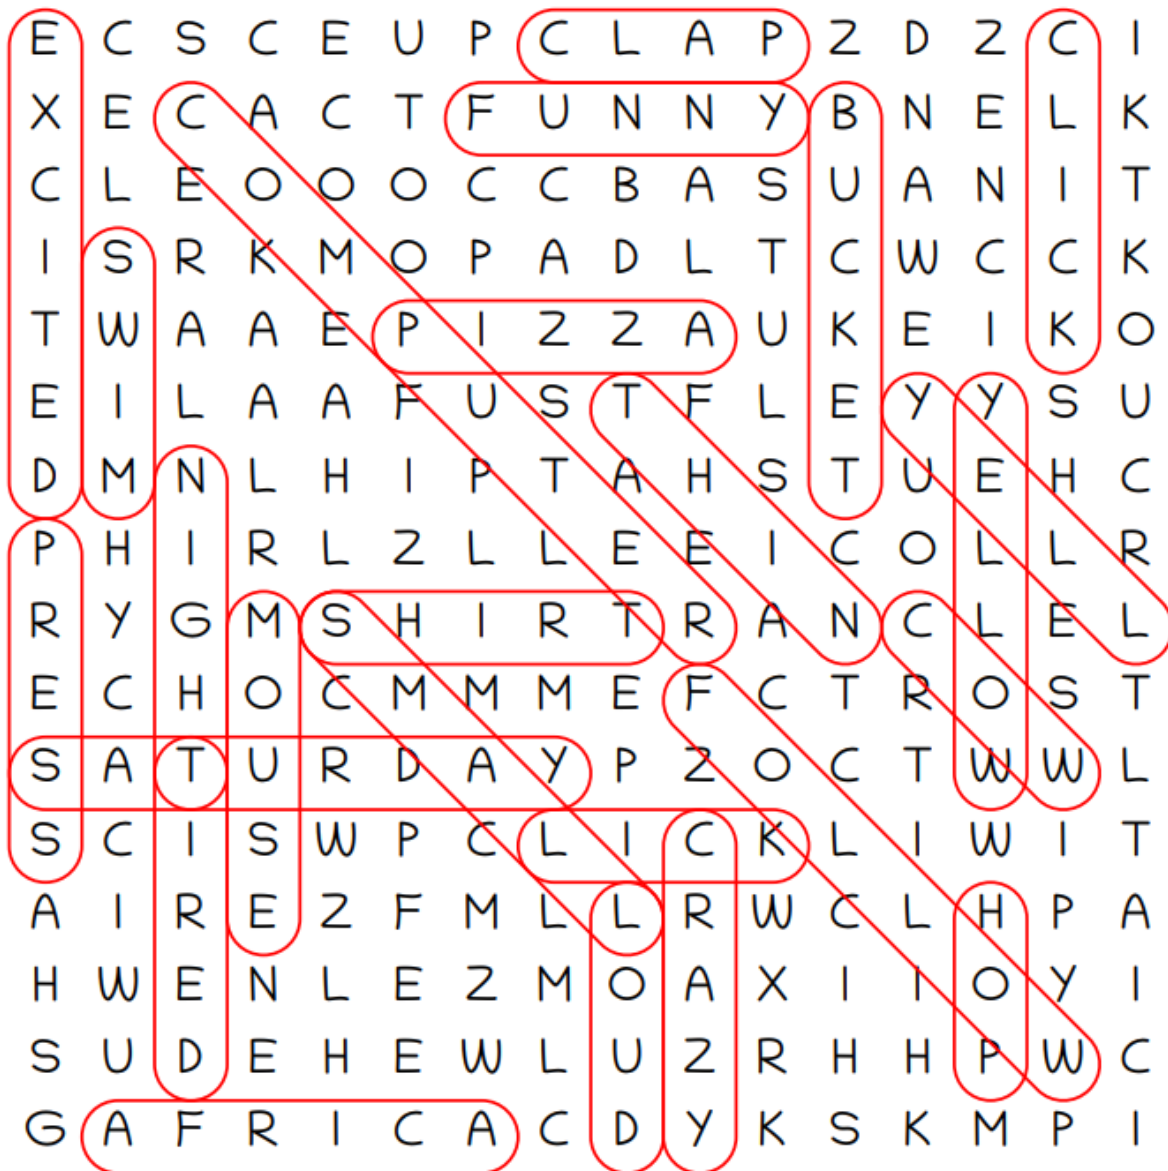 E C S C E U P C L A P Z D Z C I
X E C A C T F U N N Y B N E L K
C L E O O O C C B A S U A N I T
I S R K M O P A D L T C W C C K
T W A A E P I Z Z A U K E I K O
E I L A A F U S T F L E Y Y S U
D M N L H I P T A H S T U E H C
P H I R L Z L L E E I C O L L R
R Y G M S H I R T R A N C L E L
E C H O C M M M E F C T R O S T
S A T U R D A Y P Z O C T W W L
S C I S W P C L I C K L I W I T
A I R E Z F M L L R W C L H P A
H W E N L E Z M O A X I I O Y I
S U D E H E W L U Z R H H P W C
G A F R I C A C D Y K S K M P I